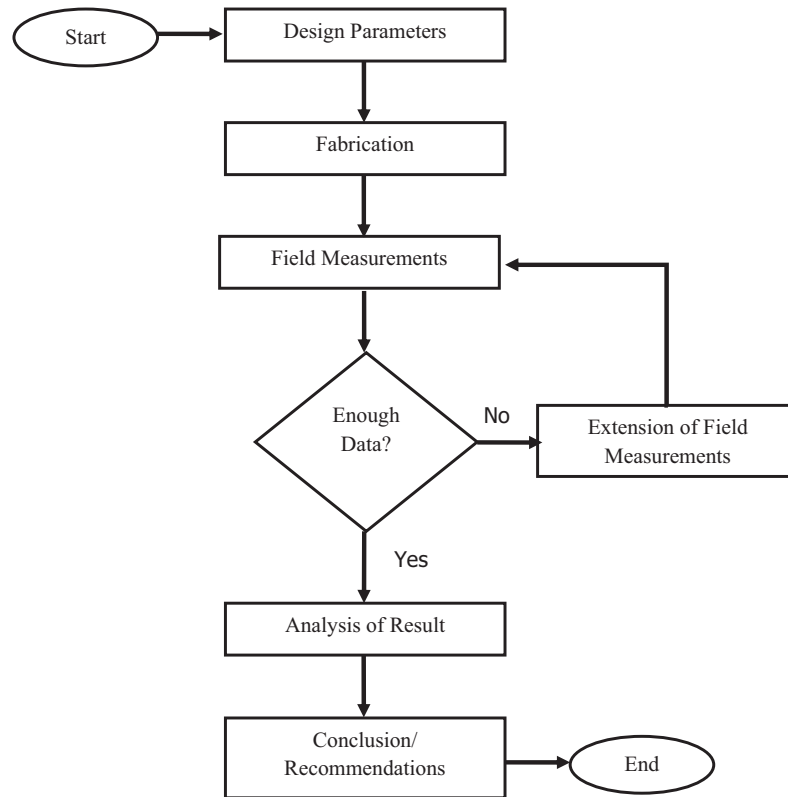 Start
Design Parameters
Fabrication
Field Measurements
Enough
Data?
No
Extension of Field
Measurements
Yes
Analysis of Result
Conclusion/
Recommendations
End